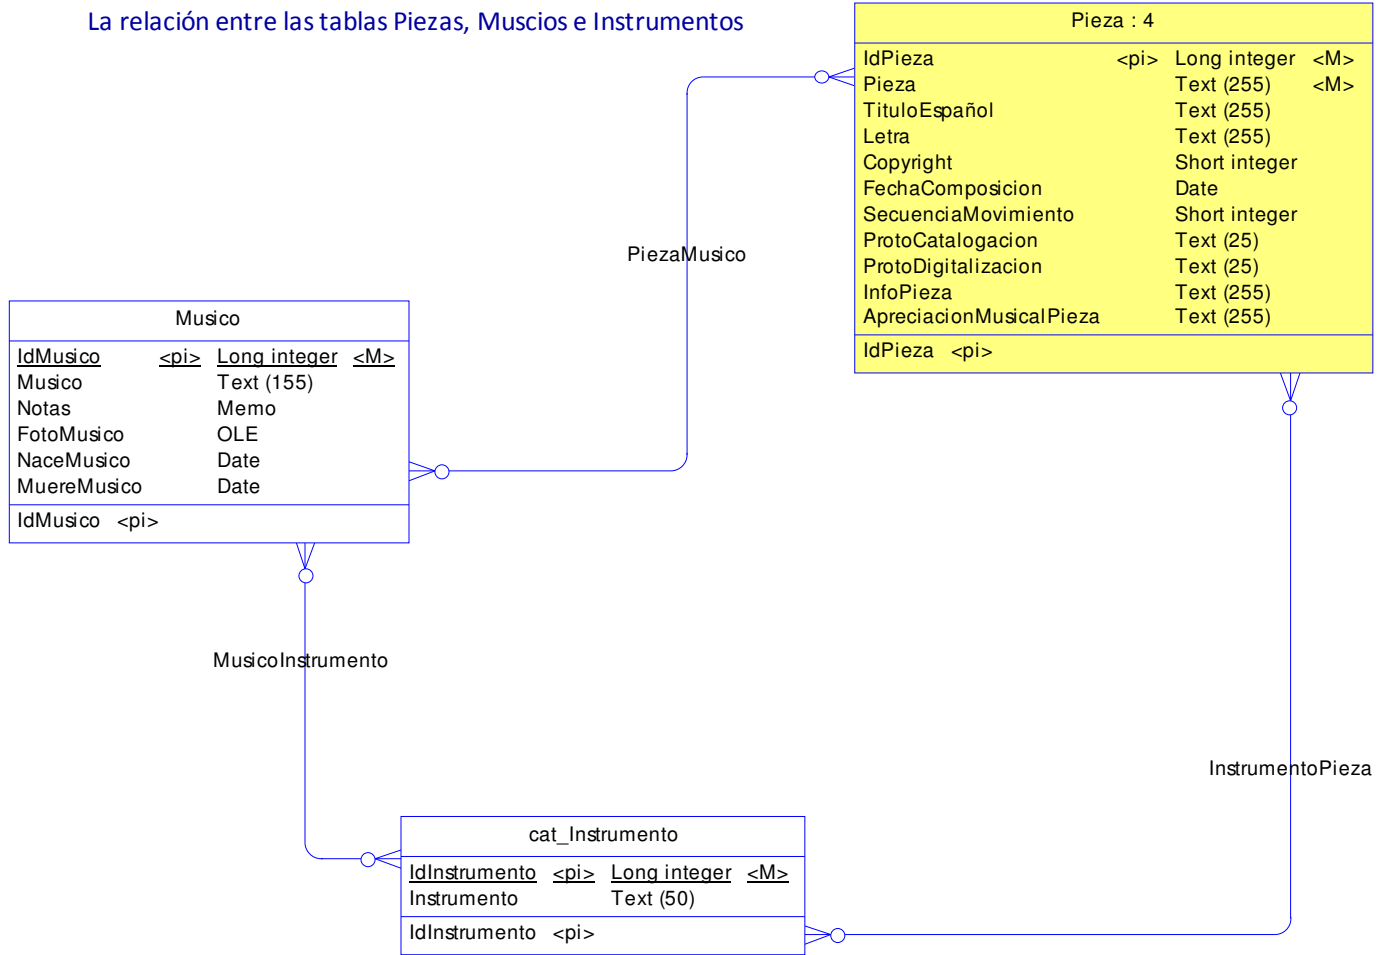 La relación entre las tablas Piezas, Muscios e Instrumentos
Pieza : 4
IdPieza <pi> Long integer <M>
Pieza Text (255) <M>
TituloEspañol Text (255)
Letra Text (255)
Copyright Short integer
FechaComposicion Date
SecuenciaMovimiento Short integer
ProtoCatalogacion Text (25)
ProtoDigitalizacion Text (25)
InfoPieza Text (255)
ApreciacionMusicalPieza Text (255)
IdPieza <pi>
PiezaMusico
Musico
IdMusico <pi> Long integer <M>
Musico Text (155)
Notas Memo
FotoMusico OLE
NaceMusico Date
MuereMusico Date
IdMusico <pi>
MusicoInstrumento
InstrumentoPieza
cat_Instrumento
IdInstrumento <pi> Long integer <M>
Instrumento Text (50)
IdInstrumento <pi>